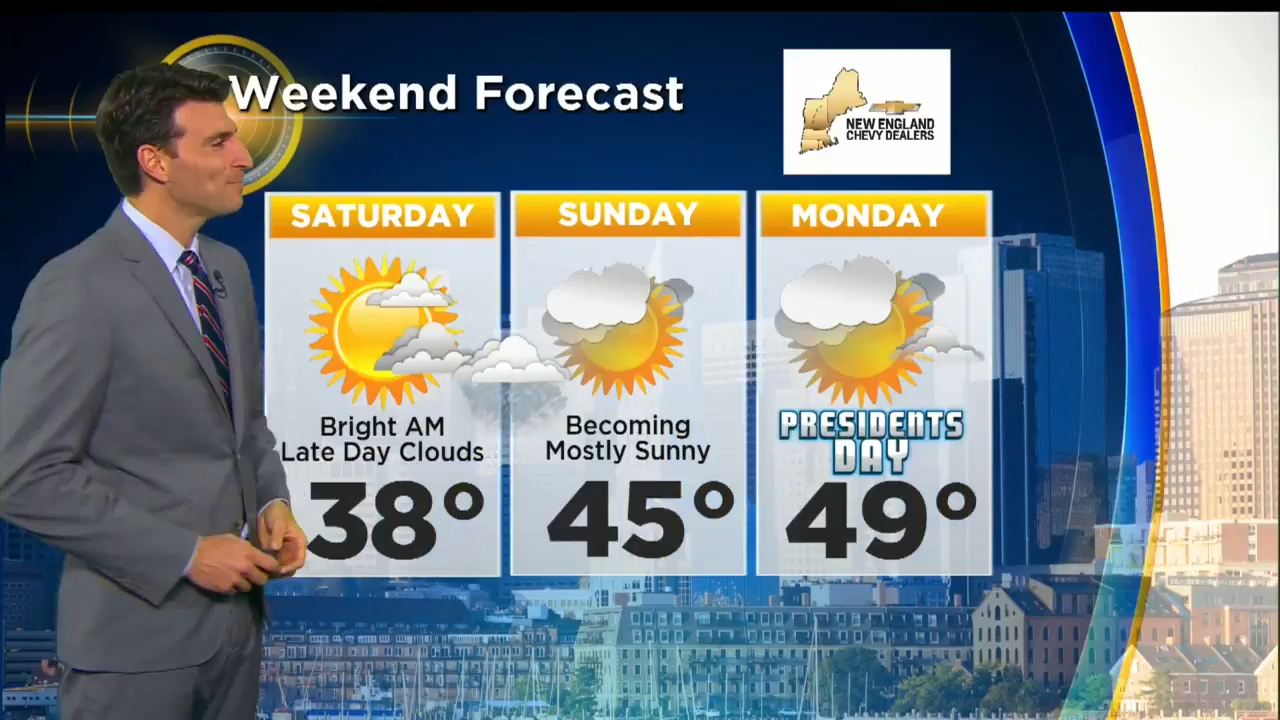 Weekend Forecast
NEW ENGLAND
CHEVY DEALERS
SATURDAY
Bright AM
Late Day Clouds
38°
SUNDAY
Becoming
Mostly Sunny
45°
MONDAY
PRESIDENTS
DAY
49°